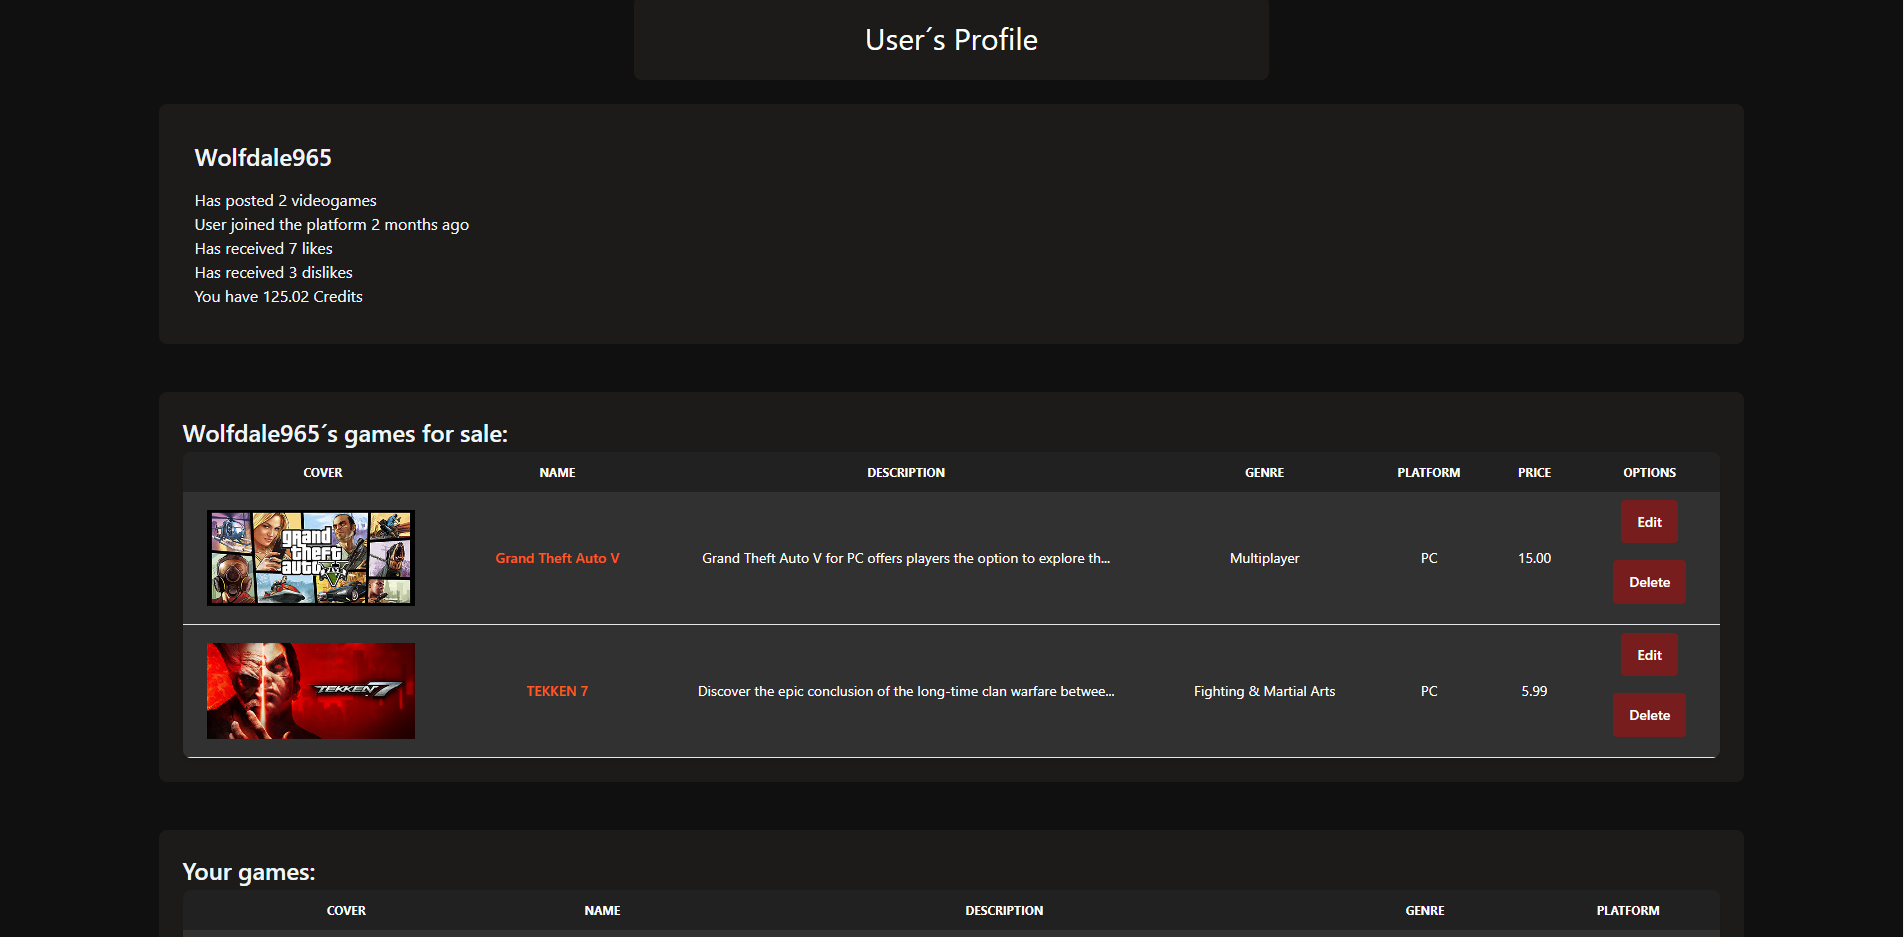 User´s Profile
Wolfdale965
Has posted 2 videogames
User joined the platform 2 months ago
Has received 7 likes
Has received 3 dislikes
You have 125.02 Credits
Wolfdale965´s games for sale:
COVER NAME DESCRIPTION GENRE PLATFORM PRICE OPTIONS
grand theft auto V
Grand Theft Auto V Grand Theft Auto V for PC offers players the option to explore th... Multiplayer PC 15.00
Edit
Delete
TEKKEN 7
TEKKEN 7 Discover the epic conclusion of the long-time clan warfare betwee... Fighting & Martial Arts PC 5.99
Edit
Delete
Your games:
COVER NAME DESCRIPTION GENRE PLATFORM